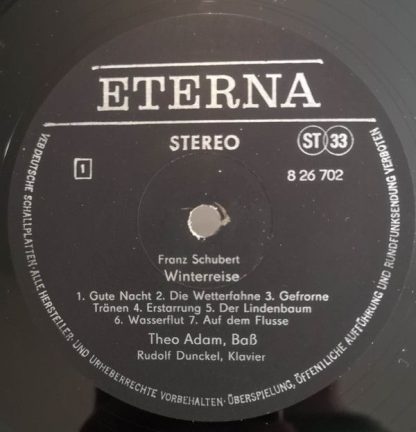 ETERNA
STEREO
ST 33
1
8 26 702
Franz Schubert
Winterreise
1. Gute Nacht 2. Die Wetterfahne 3. Gefrorne
Tränen 4. Erstarrung 5. Der Lindenbaum
6. Wasserflut 7. Auf dem Flusse
Theo Adam, Baß
Rudolf Dunckel, Klavier
VEB DEUTSCHE SCHALLPLATTEN · ALLE HERSTELLER- UND URHEBERRECHTE VORBEHALTEN · ÜBERSPIELUNG, ÖFFENTLICHE AUFFÜHRUNG UND RUNDFUNKSENDUNG VERBOTEN